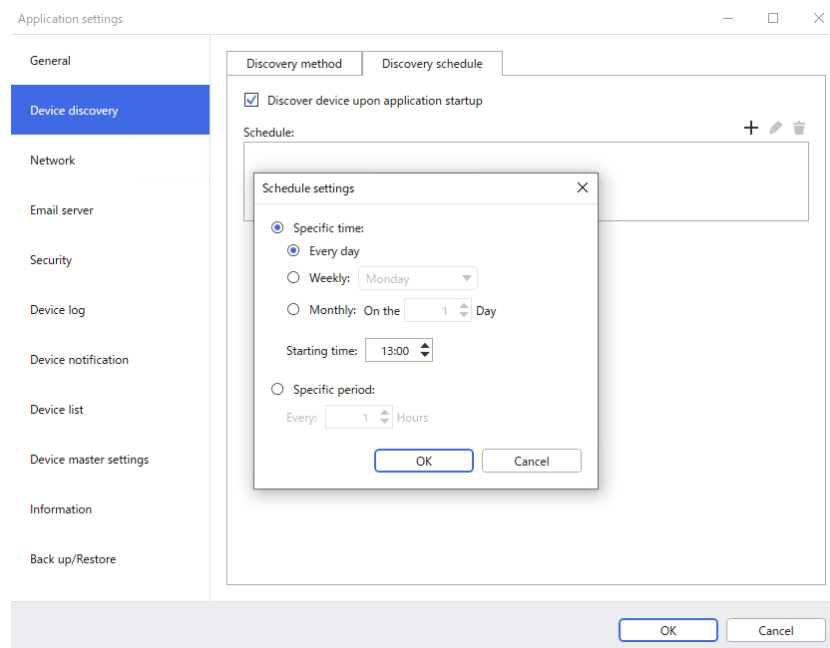 Application settings
General
Device discovery
Network
Email server
Security
Device log
Device notification
Device list
Device master settings
Information
Back up/Restore
Discovery method
Discovery schedule
Discover device upon application startup
Schedule:
Schedule settings
Specific time:
Every day
Weekly: Monday
Monthly: On the 1 Day
Starting time: 13:00
Specific period:
Every: 1 Hours
OK Cancel
OK Cancel